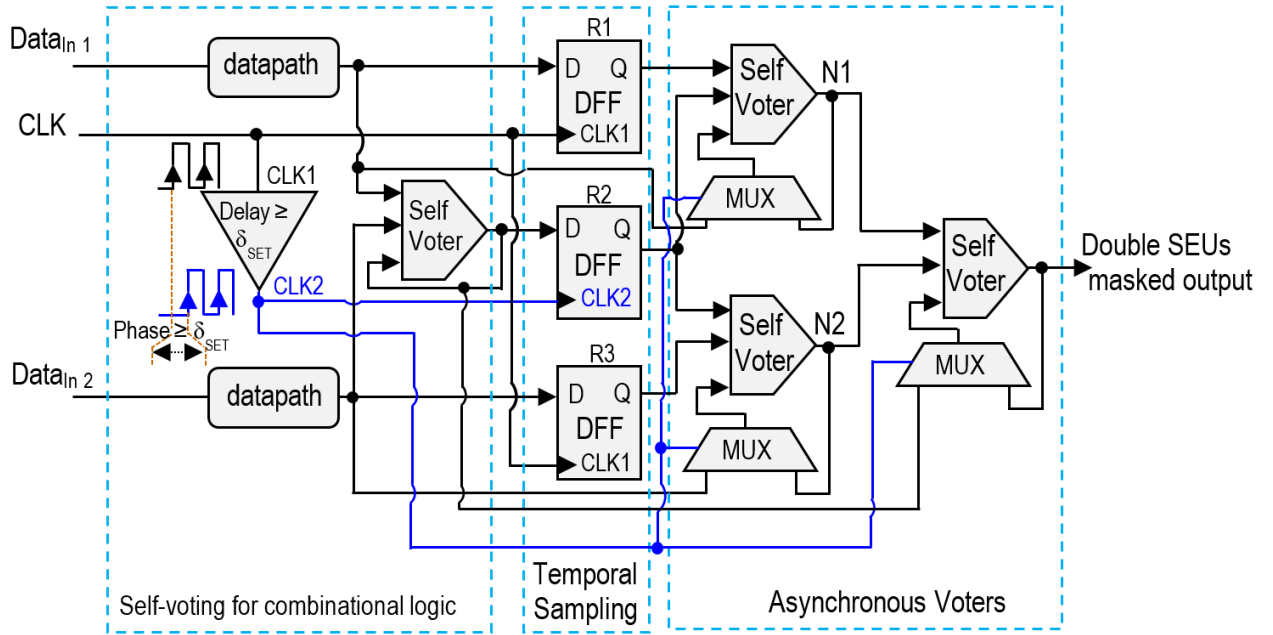 Data In 1
datapath
CLK
CLK1
Delay ≥
δSET
CLK2
Phase ≥ δSET
Data In 2
datapath
Self
Voter
Self-voting for combinational logic
R1
D Q
DFF
CLK1
R2
D Q
DFF
CLK2
R3
D Q
DFF
CLK1
Temporal
Sampling
Self
Voter
N1
MUX
Self
Voter
N2
MUX
Self
Voter
MUX
Asynchronous Voters
Double SEUs
masked output